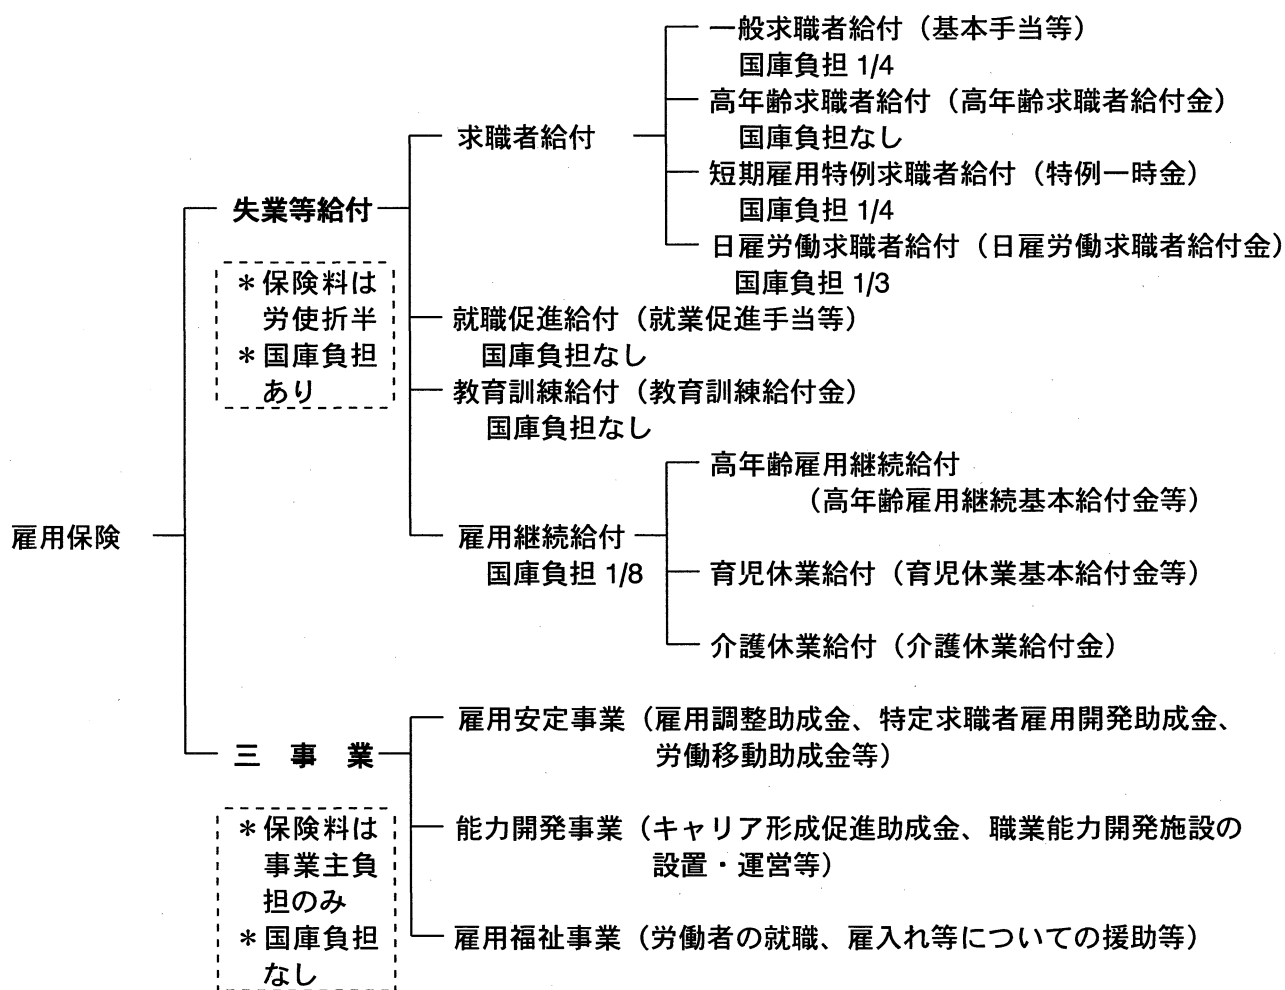 一般求職者給付（基本手当等）
国庫負担 1/4
高年齢求職者給付（高年齢求職者給付金）
国庫負担なし
求職者給付
短期雇用特例求職者給付（特例一時金）
国庫負担 1/4
失業等給付
日雇労働求職者給付（日雇労働求職者給付金）
国庫負担 1/3
＊保険料は
労使折半
＊国庫負担
あり
就職促進給付（就業促進手当等）
国庫負担なし
教育訓練給付（教育訓練給付金）
国庫負担なし
高年齢雇用継続給付
（高年齢雇用継続基本給付金等）
雇用保険
雇用継続給付
国庫負担 1/8
育児休業給付（育児休業基本給付金等）
介護休業給付（介護休業給付金）
雇用安定事業（雇用調整助成金、特定求職者雇用開発助成金、
労働移動助成金等）
三　事　業
＊保険料は
事業主負
担のみ
＊国庫負担
なし
能力開発事業（キャリア形成促進助成金、職業能力開発施設の
設置・運営等）
雇用福祉事業（労働者の就職、雇入れ等についての援助等）